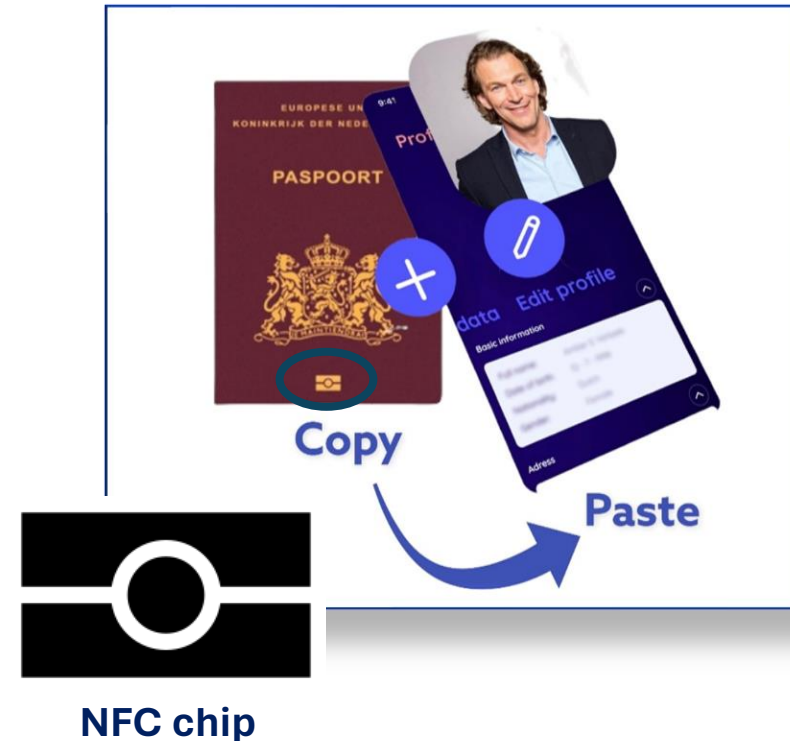 EUROPESE UN
KONINKRIJK DER NEDE
PASPOORT
9:41
Prof
data Edit profile
Basic information
Full name:
Date of birth:
Nationality:
Gender:
Adress
Copy
Paste
NFC chip